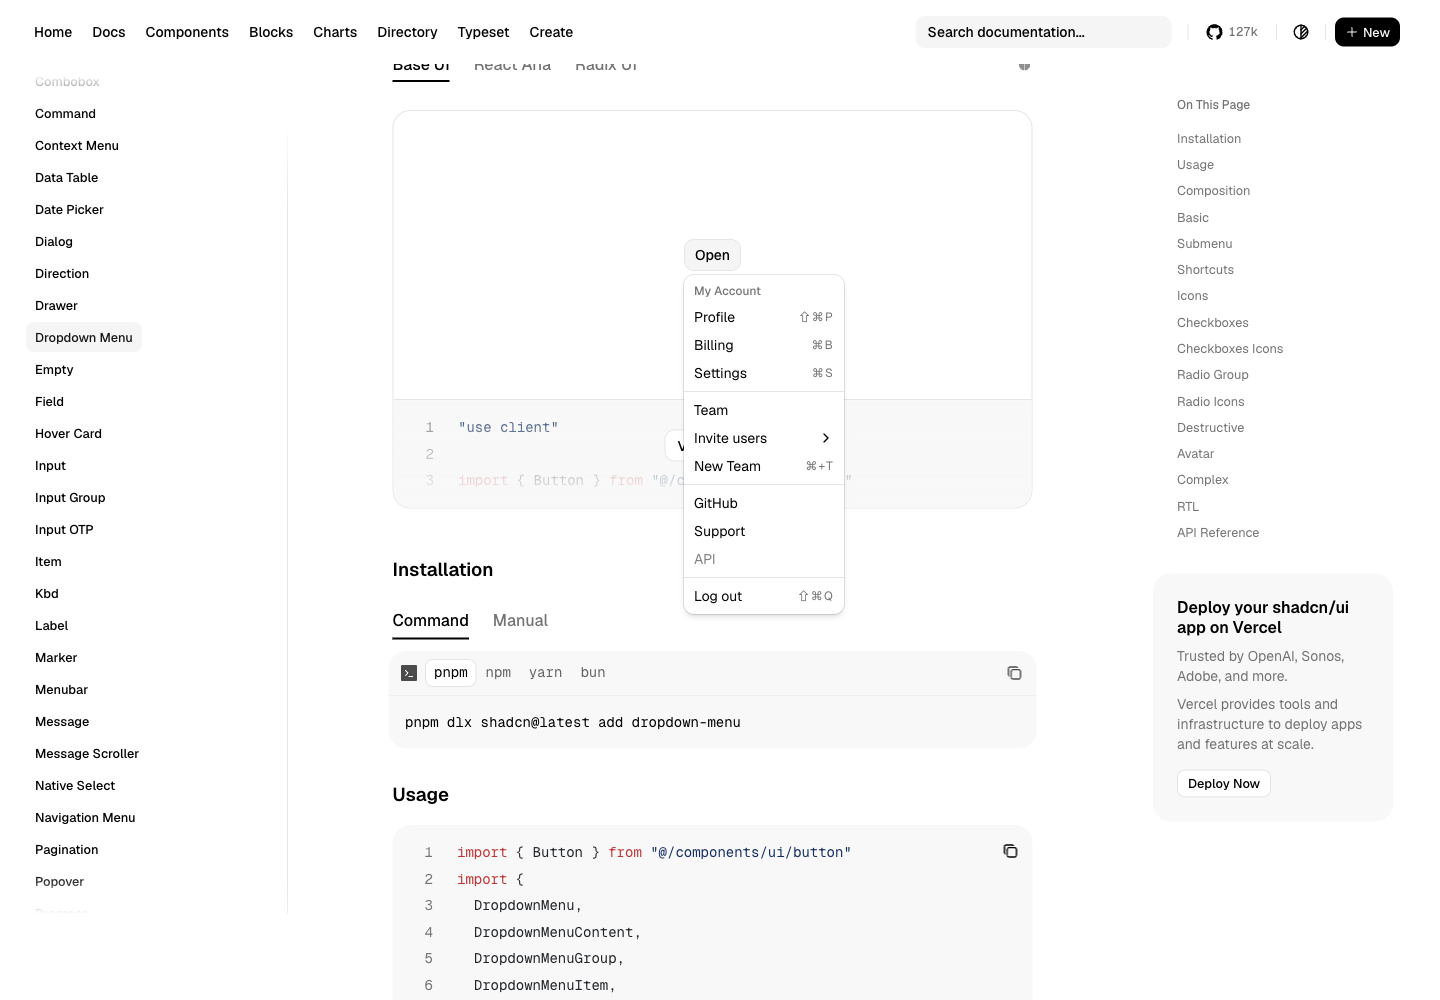 Home Docs Components Blocks Charts Directory Typeset Create
Search documentation...
127k
New
Combobox
Command
Context Menu
Data Table
Date Picker
Dialog
Direction
Drawer
Dropdown Menu
Empty
Field
Hover Card
Input
Input Group
Input OTP
Item
Kbd
Label
Marker
Menubar
Message
Message Scroller
Native Select
Navigation Menu
Pagination
Popover
Base UI React Aria Radix UI
Open
My Account
Profile ⇧⌘P
Billing ⌘B
Settings ⌘S
Team
Invite users
New Team ⌘+T
GitHub
Support
API
Log out ⇧⌘Q
1 "use client"
2
3 import { Button } from "@/c "
Installation
Command Manual
pnpm npm yarn bun
pnpm dlx shadcn@latest add dropdown-menu
Usage
1 import { Button } from "@/components/ui/button"
2 import {
3 DropdownMenu,
4 DropdownMenuContent,
5 DropdownMenuGroup,
6 DropdownMenuItem,
On This Page
Installation
Usage
Composition
Basic
Submenu
Shortcuts
Icons
Checkboxes
Checkboxes Icons
Radio Group
Radio Icons
Destructive
Avatar
Complex
RTL
API Reference
Deploy your shadcn/ui
app on Vercel
Trusted by OpenAI, Sonos,
Adobe, and more.
Vercel provides tools and
infrastructure to deploy apps
and features at scale.
Deploy Now